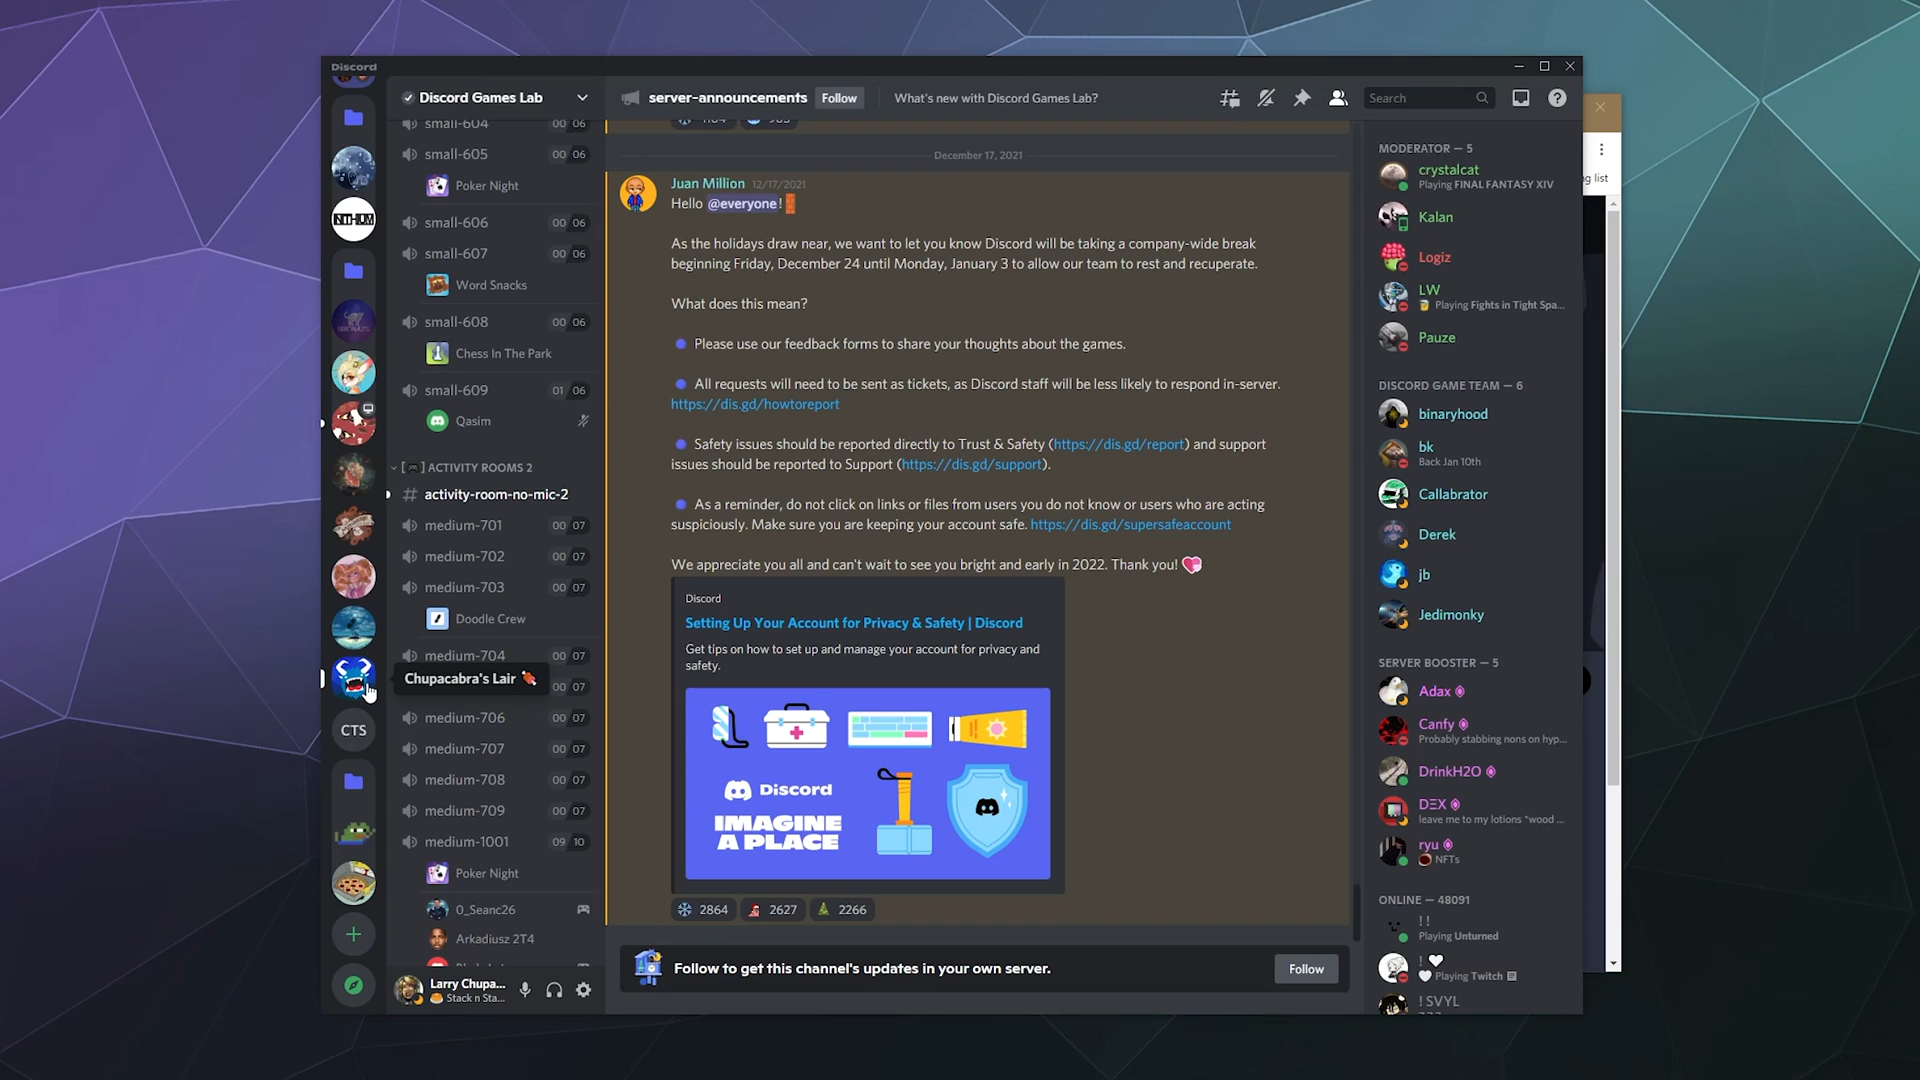 Discord
Discord Games Lab
small-604 00 06
small-605 00 06
Poker Night
small-606 00 06
small-607 00 06
Word Snacks
small-608 00 06
Chess In The Park
small-609 01 06
Qasim
ACTIVITY ROOMS 2
activity-room-no-mic-2
medium-701 00 07
medium-702 00 07
medium-703 00 07
Doodle Crew
medium-704 00 07
Chupacabra's Lair
00 07
CTS
medium-706 00 07
medium-707 00 07
medium-708 00 07
medium-709 00 07
medium-1001 09 10
Poker Night
0_Seanc26
Arkadiusz 2T4
Larry Chupa...
Stack n Sta...
server-announcements
Follow
What's new with Discord Games Lab?
Search
December 17, 2021
Juan Million 12/17/2021
Hello @everyone!
As the holidays draw near, we want to let you know Discord will be taking a company-wide break
beginning Friday, December 24 until Monday, January 3 to allow our team to rest and recuperate.
What does this mean?
Please use our feedback forms to share your thoughts about the games.
All requests will need to be sent as tickets, as Discord staff will be less likely to respond in-server.
https://dis.gd/howtoreport
Safety issues should be reported directly to Trust & Safety (https://dis.gd/report) and support
issues should be reported to Support (https://dis.gd/support).
As a reminder, do not click on links or files from users you do not know or users who are acting
suspiciously. Make sure you are keeping your account safe. https://dis.gd/supersafeaccount
We appreciate you all and can't wait to see you bright and early in 2022. Thank you!
Discord
Setting Up Your Account for Privacy & Safety | Discord
Get tips on how to set up and manage your account for privacy and
safety.
Discord
IMAGINE
A PLACE
2864 2627 2266
Follow to get this channel's updates in your own server.
Follow
MODERATOR — 5
crystalcat
Playing FINAL FANTASY XIV
Kalan
Logiz
LW
Playing Fights in Tight Spa...
Pauze
DISCORD GAME TEAM — 6
binaryhood
bk
Back Jan 10th
Callabrator
Derek
jb
Jedimonky
SERVER BOOSTER — 5
Adax
Canfy
Probably stabbing nons on hyp...
DrinkH2O
DΞX
leave me to my lotions *wood ...
ryu
NFTs
ONLINE — 48091
! !
Playing Unturned
!
Playing Twitch
! SVYL
ng list